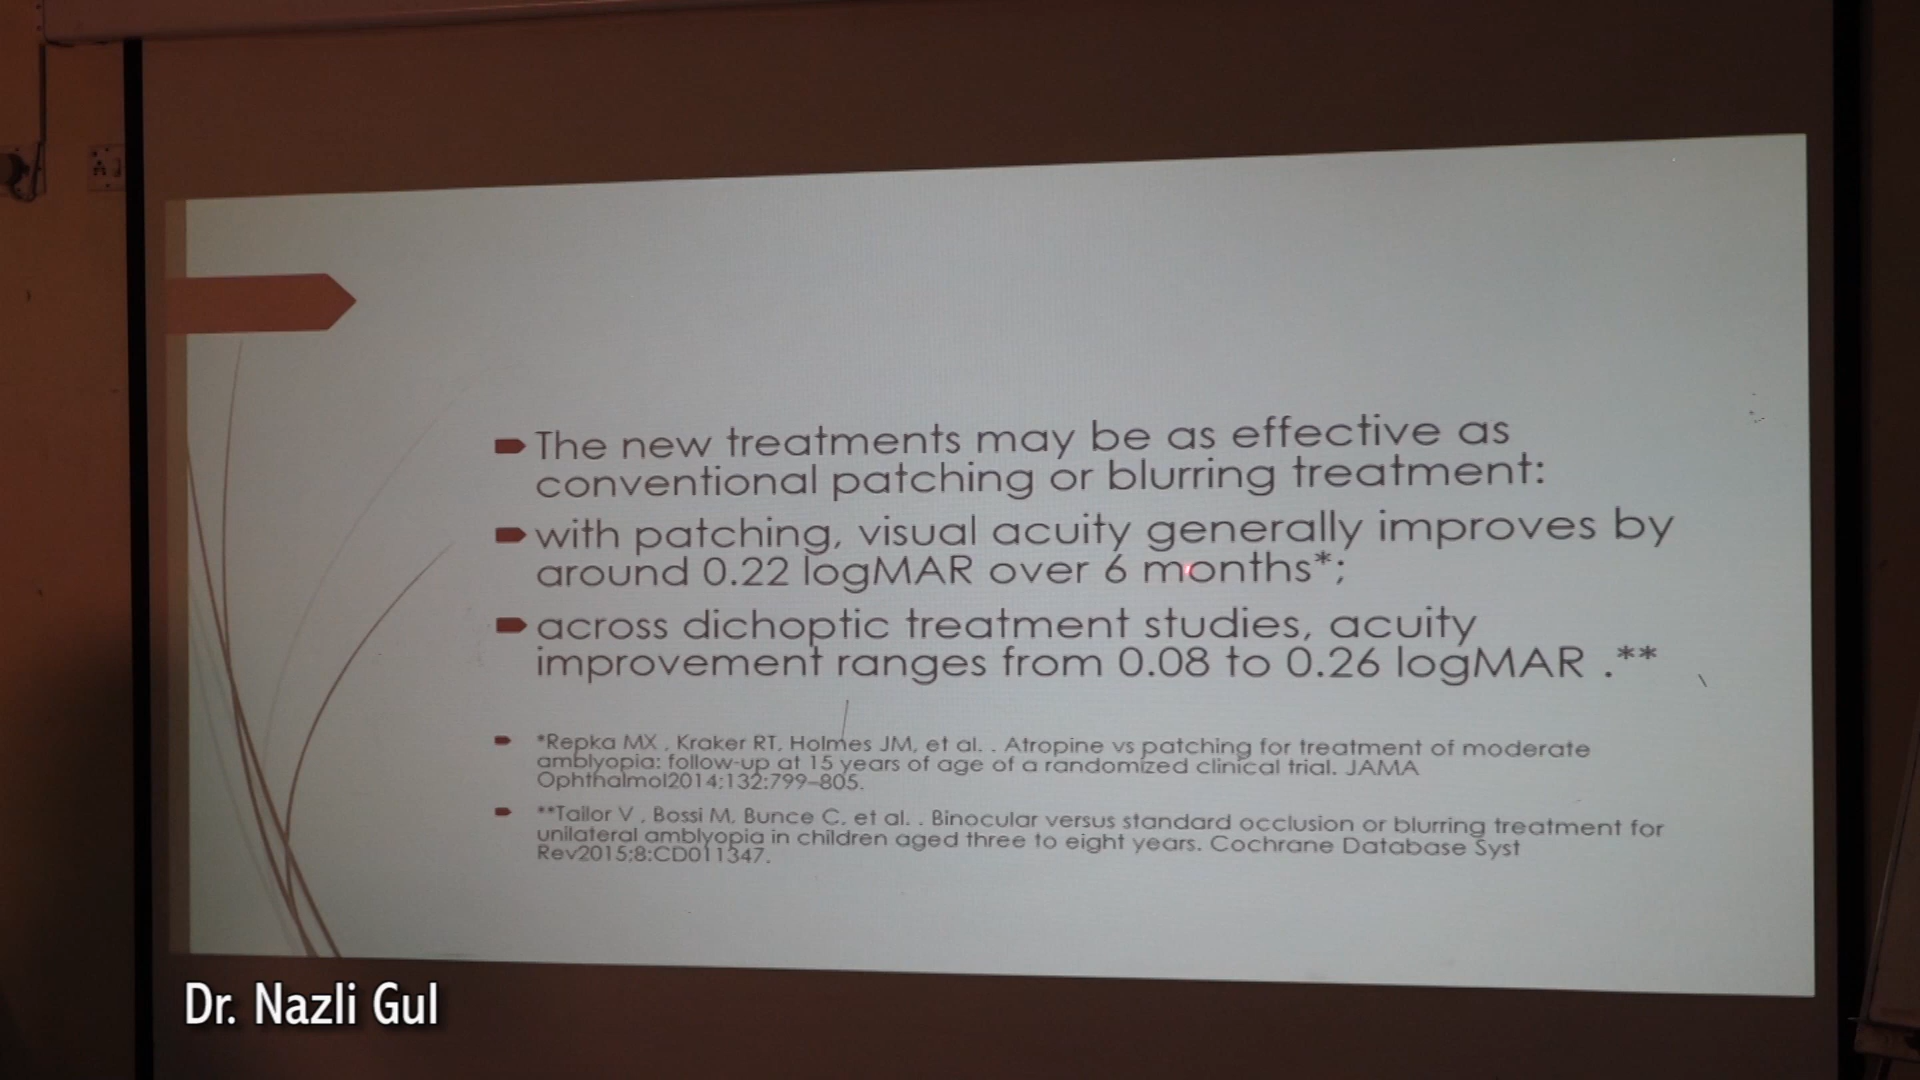 The new treatments may be as effective as
conventional patching or blurring treatment:
with patching, visual acuity generally improves by
around 0.22 logMAR over 6 months*;
across dichoptic treatment studies, acuity
improvement ranges from 0.08 to 0.26 logMAR .**
*Repka MX , Kraker RT, Holmes JM, et al. . Atropine vs patching for treatment of moderate
amblyopia: follow-up at 15 years of age of a randomized clinical trial. JAMA
Ophthalmol2014;132:799–805.
**Tailor V , Bossi M, Bunce C, et al. . Binocular versus standard occlusion or blurring treatment for
unilateral amblyopia in children aged three to eight years. Cochrane Database Syst
Rev2015;8:CD011347.
Dr. Nazli Gul